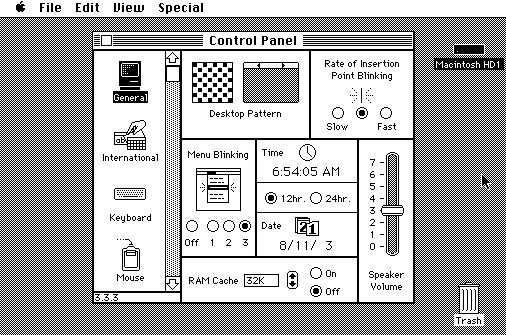 File Edit View Special
Control Panel
Macintosh HD1
General
International
Keyboard
Mouse
3.3.3
Desktop Pattern
Rate of Insertion
Point Blinking
Slow Fast
Menu Blinking
Off 1 2 3
Time
6:54:05 AM
12hr. 24hr.
Date
8/11/ 3
7
6
5
4
3
2
1
0
Speaker
Volume
RAM Cache 32K On
Off
Trash